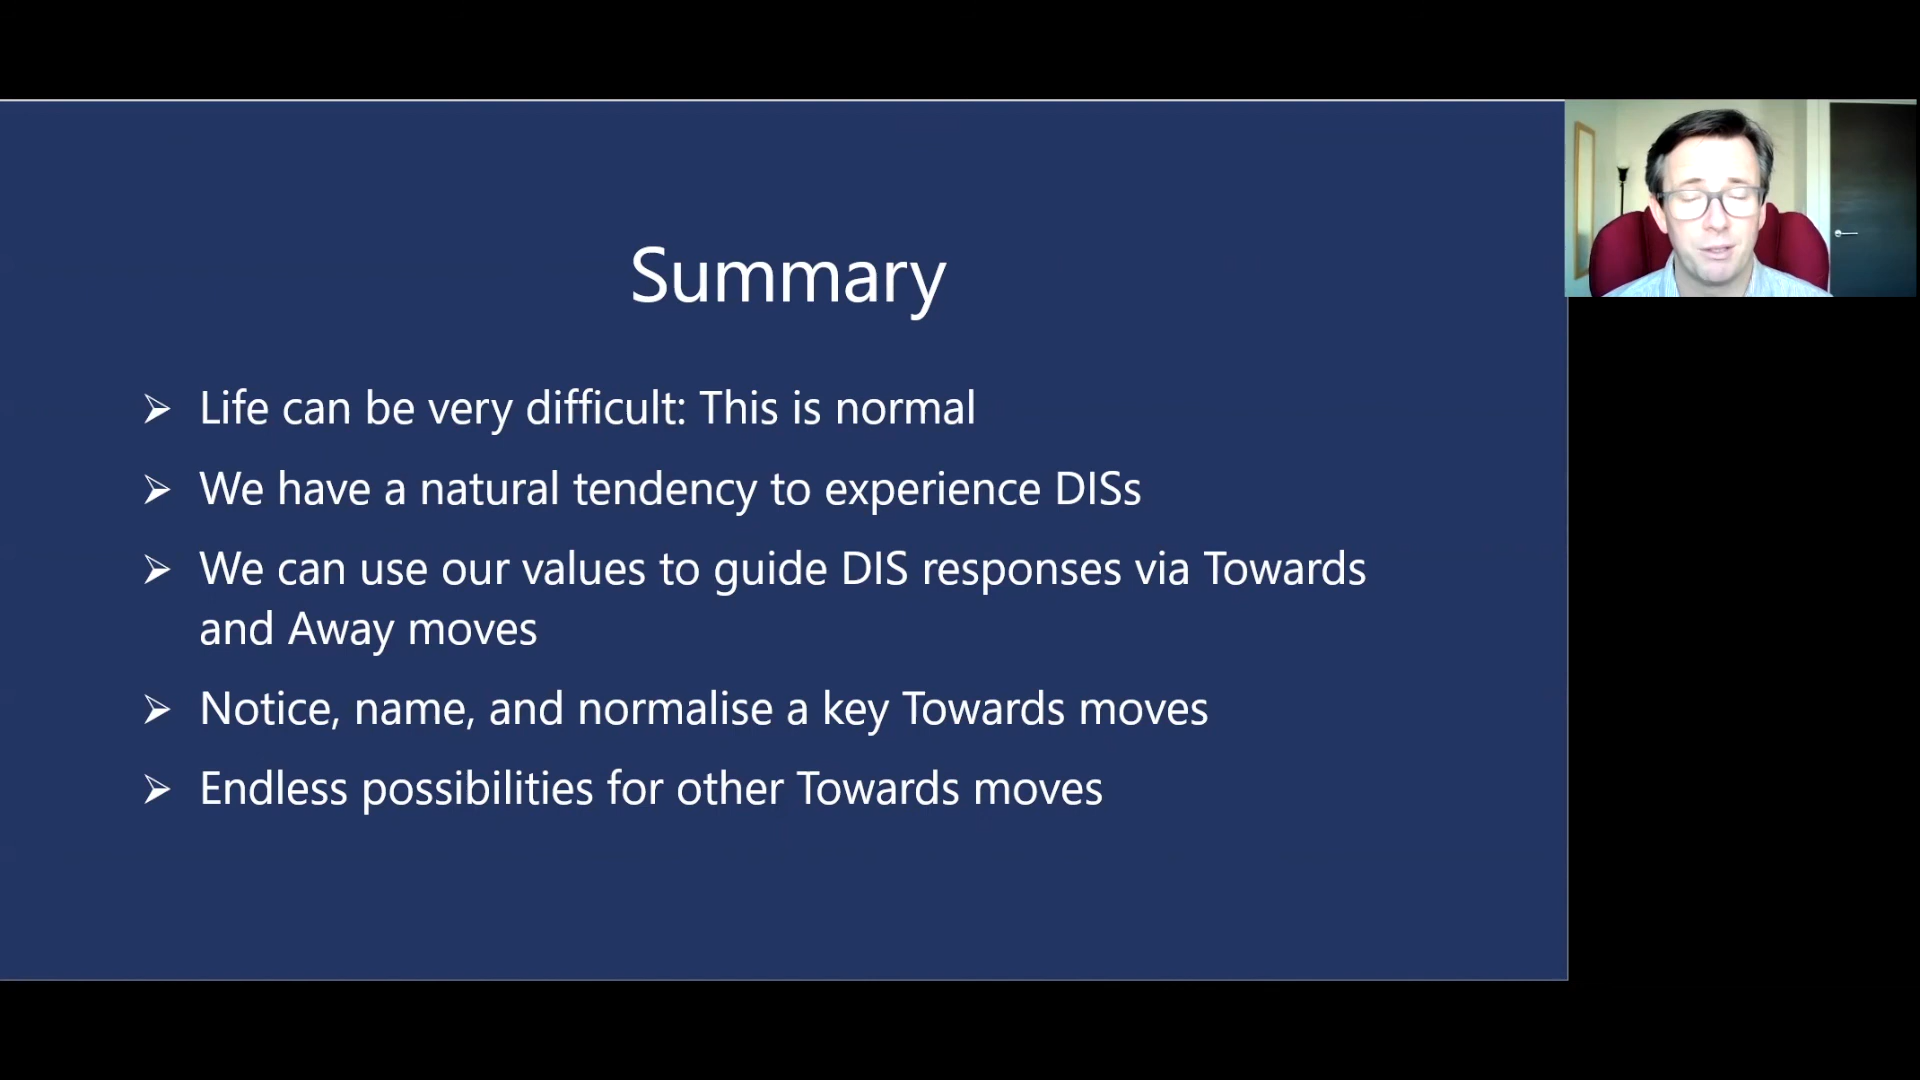 Summary
➢ Life can be very difficult: This is normal
➢ We have a natural tendency to experience DISs
➢ We can use our values to guide DIS responses via Towards
and Away moves
➢ Notice, name, and normalise a key Towards moves
➢ Endless possibilities for other Towards moves